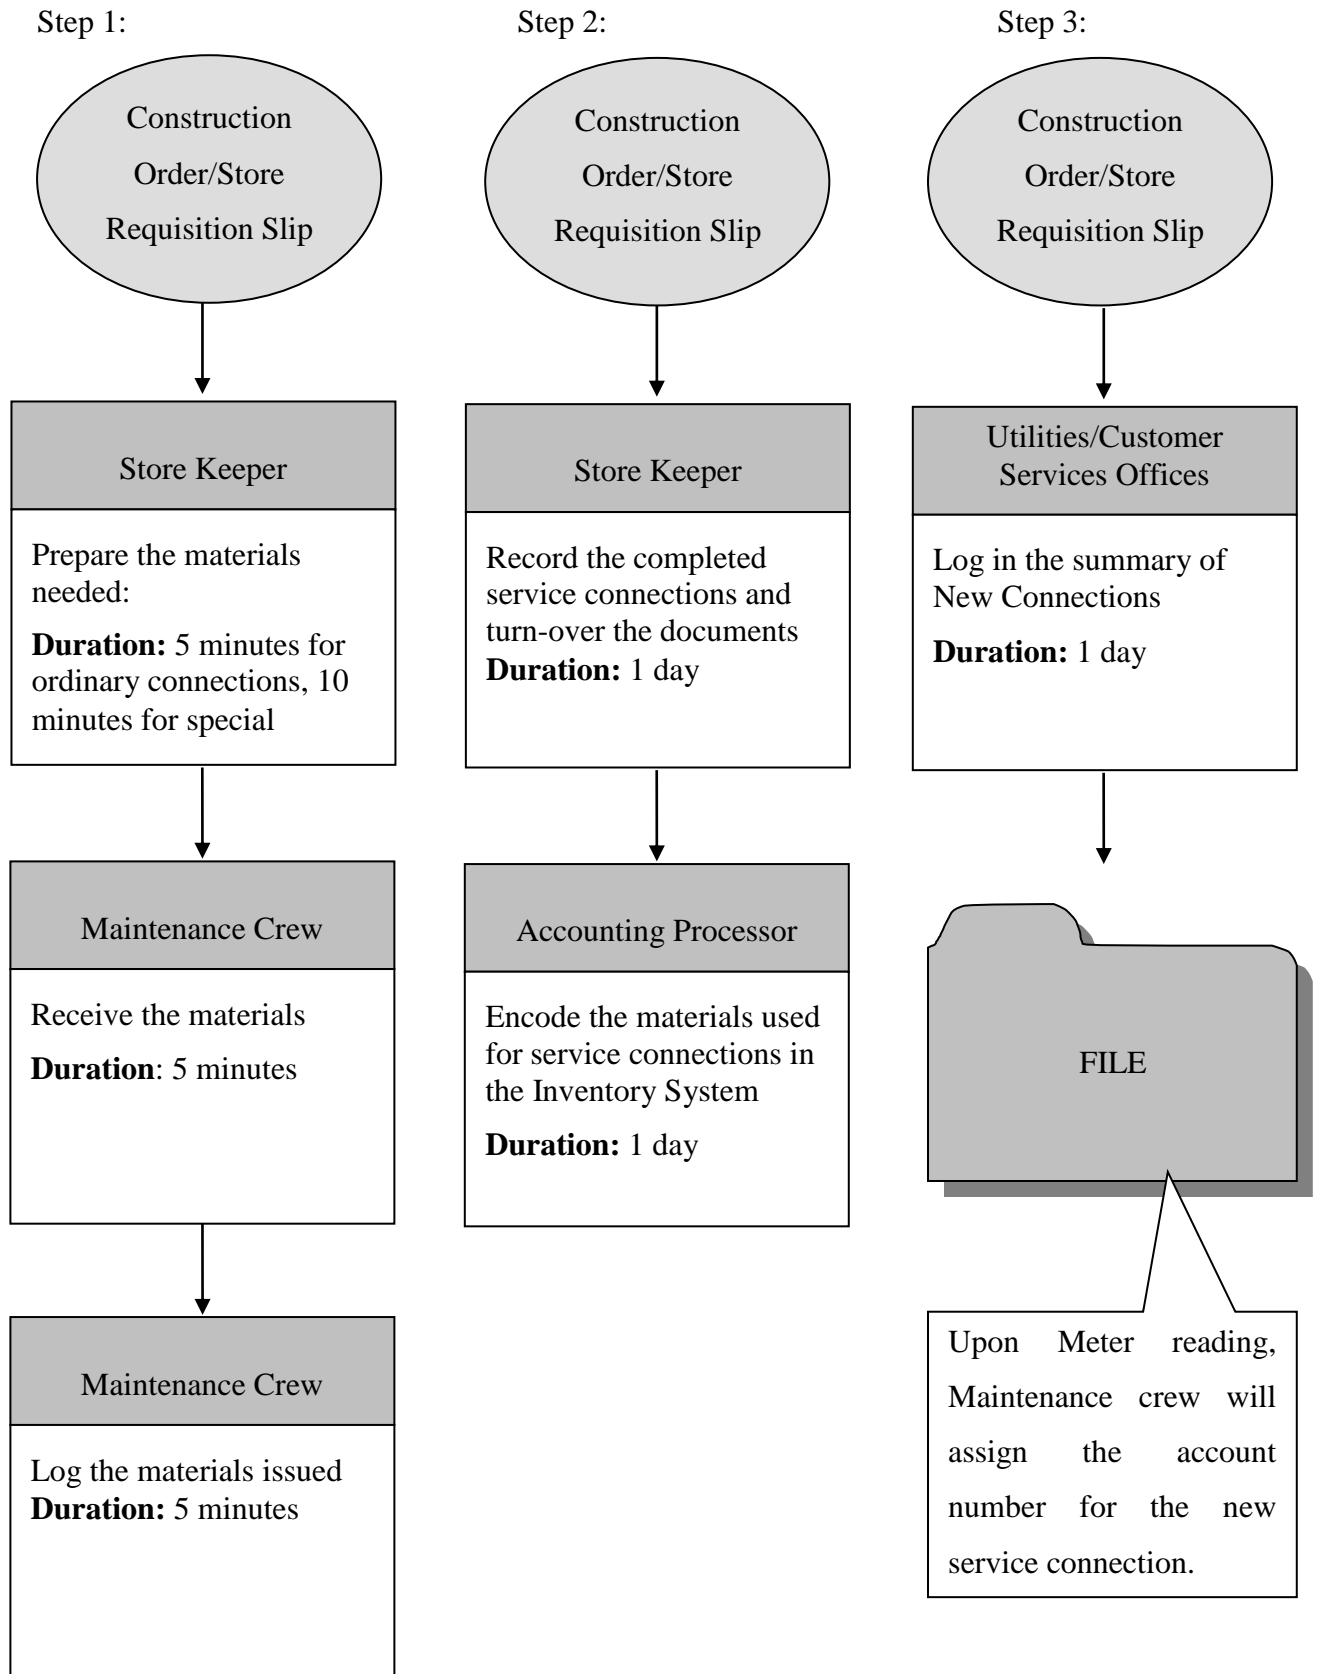 Step 1:
Construction
Order/Store
Requisition Slip
Store Keeper
Prepare the materials
needed:
Duration: 5 minutes for
ordinary connections, 10
minutes for special
Maintenance Crew
Receive the materials
Duration: 5 minutes
Maintenance Crew
Log the materials issued
Duration: 5 minutes
Step 2:
Construction
Order/Store
Requisition Slip
Store Keeper
Record the completed
service connections and
turn-over the documents
Duration: 1 day
Accounting Processor
Encode the materials used
for service connections in
the Inventory System
Duration: 1 day
Step 3:
Construction
Order/Store
Requisition Slip
Utilities/Customer
Services Offices
Log in the summary of
New Connections
Duration: 1 day
FILE
Upon Meter reading,
Maintenance crew will
assign the account
number for the new
service connection.